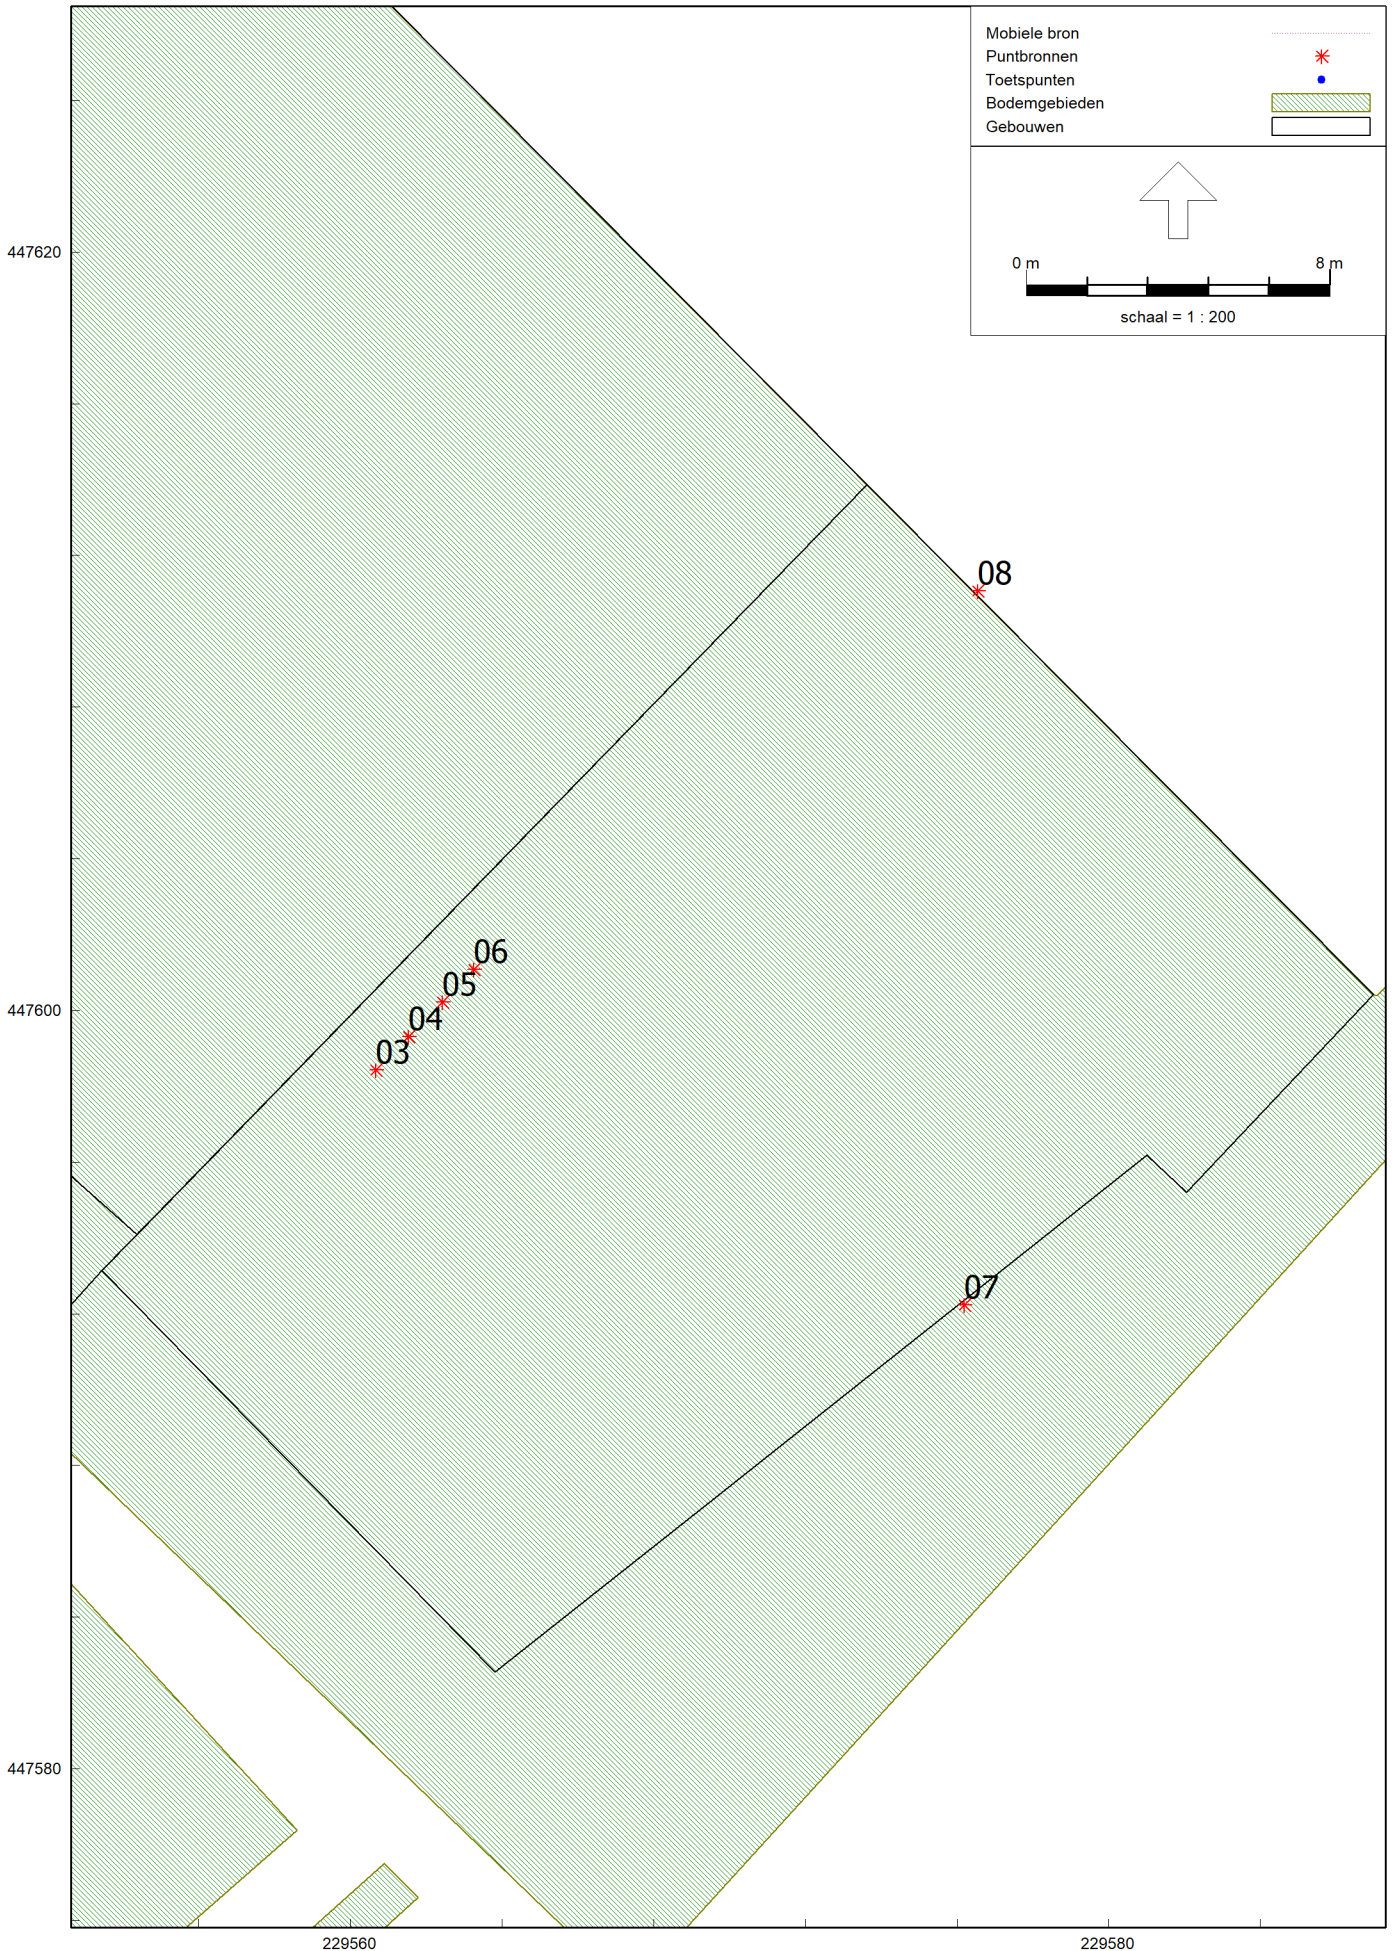 Mobiele bron
Puntbronnen
Toetspunten
Bodemgebieden
Gebouwen
0 m 8 m
schaal = 1 : 200
447620
08
06
05
447600
04
03
07
447580
229560 229580